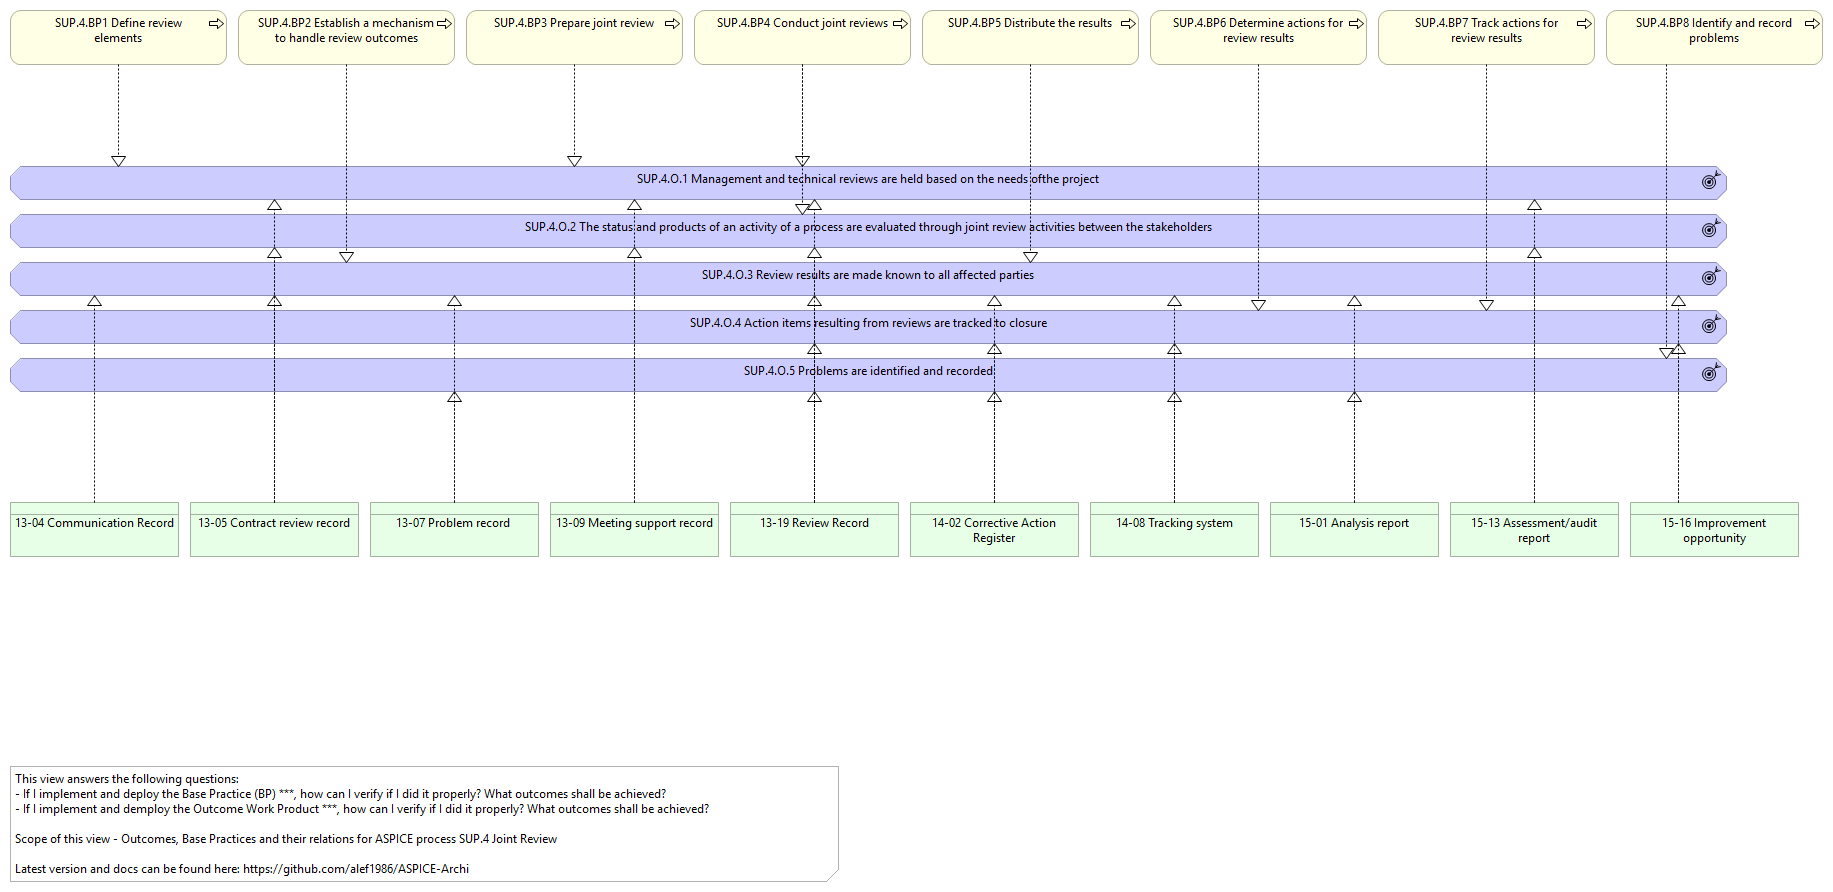 SUP.4.BP1 Define review
elements
SUP.4.BP2 Establish a mechanism
to handle review outcomes
SUP.4.BP3 Prepare joint review
SUP.4.BP4 Conduct joint reviews
SUP.4.BP5 Distribute the results
SUP.4.BP6 Determine actions for
review results
SUP.4.BP7 Track actions for
review results
SUP.4.BP8 Identify and record
problems
SUP.4.O.1 Management and technical reviews are held based on the needs ofthe project
SUP.4.O.2 The status and products of an activity of a process are evaluated through joint review activities between the stakeholders
SUP.4.O.3 Review results are made known to all affected parties
SUP.4.O.4 Action items resulting from reviews are tracked to closure
SUP.4.O.5 Problems are identified and recorded
13-04 Communication Record
13-05 Contract review record
13-07 Problem record
13-09 Meeting support record
13-19 Review Record
14-02 Corrective Action
Register
14-08 Tracking system
15-01 Analysis report
15-13 Assessment/audit
report
15-16 Improvement
opportunity
This view answers the following questions:
- If I implement and deploy the Base Practice (BP) ***, how can I verify if I did it properly? What outcomes shall be achieved?
- If I implement and demploy the Outcome Work Product ***, how can I verify if I did it properly? What outcomes shall be achieved?
Scope of this view - Outcomes, Base Practices and their relations for ASPICE process SUP.4 Joint Review
Latest version and docs can be found here: https://github.com/alef1986/ASPICE-Archi